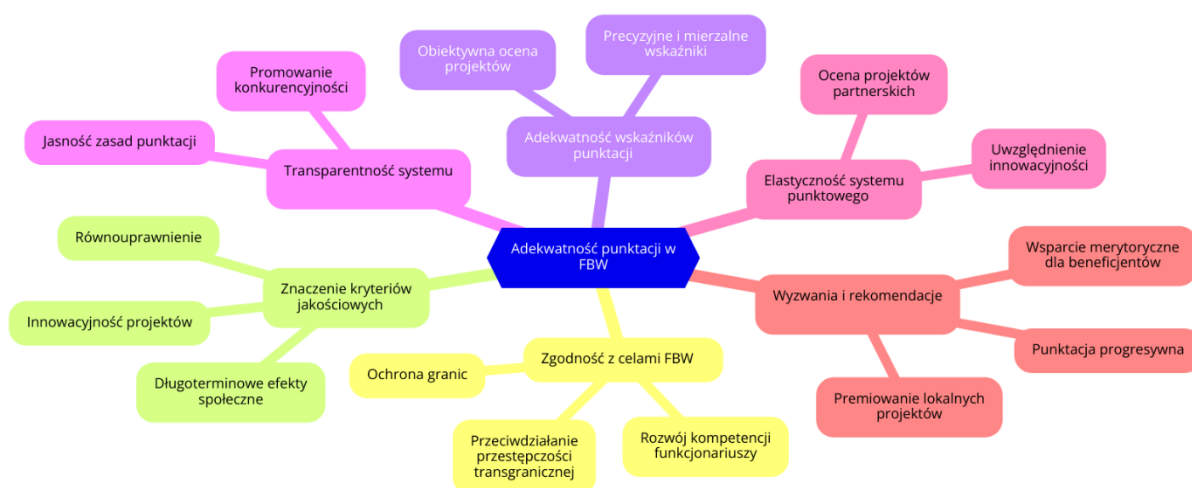 Precyzyjne i mierzalne
wskaźniki
Obiektywna ocena
projektów
Adekwatność wskaźników
punktacji
Promowanie
konkurencyjności
Jasność zasad punktacji
Transparentność systemu
Ocena projektów
partnerskich
Uwzględnienie
innowacyjności
Elastyczność systemu
punktowego
Adekwatność punktacji w
FBW
Równouprawnienie
Znaczenie kryteriów
jakościowych
Innowacyjność projektów
Długoterminowe efekty
społeczne
Zgodność z celami FBW
Ochrona granic
Przeciwdziałanie
przestępczości
transgranicznej
Rozwój kompetencji
funkcjonariuszy
Wyzwania i rekomendacje
Wsparcie merytoryczne
dla beneficjentów
Punktacja progresywna
Premiowanie lokalnych
projektów